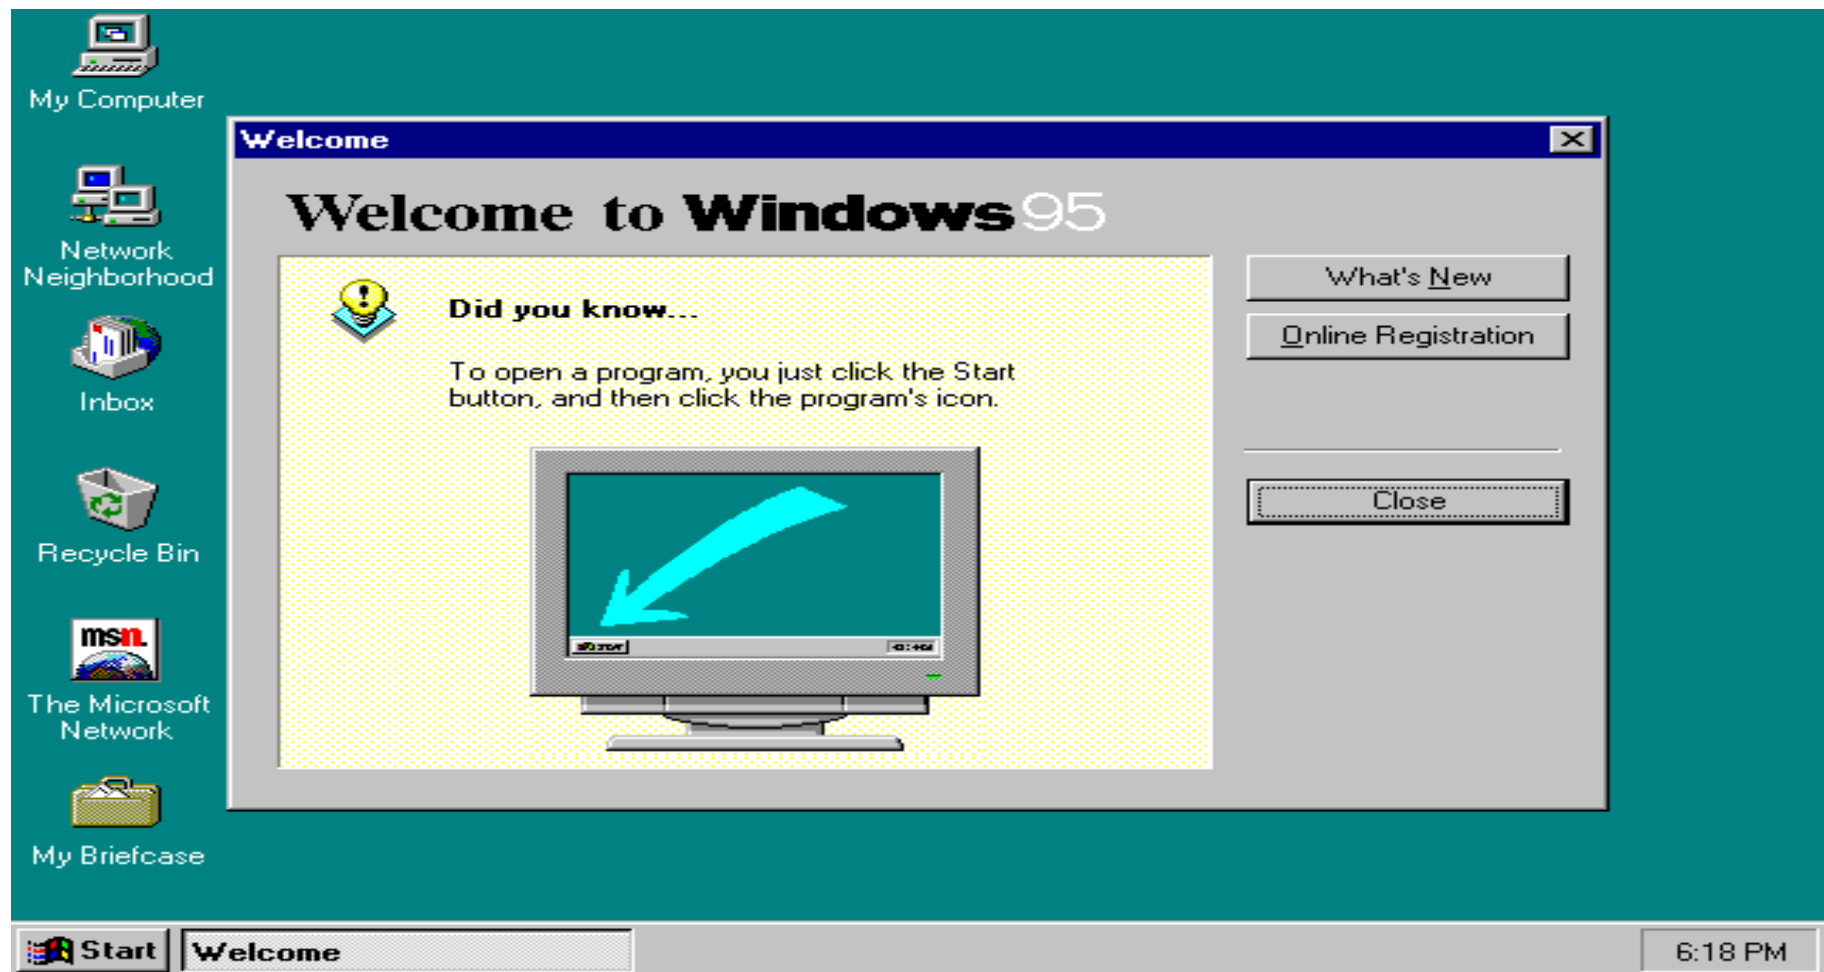 My Computer
Network
Neighborhood
Inbox
Recycle Bin
msn.
The Microsoft
Network
My Briefcase
Welcome
Welcome to Windows 95
Did you know...
To open a program, you just click the Start
button, and then click the program's icon.
What's New
Online Registration
Close
Start
Welcome
6:18 PM